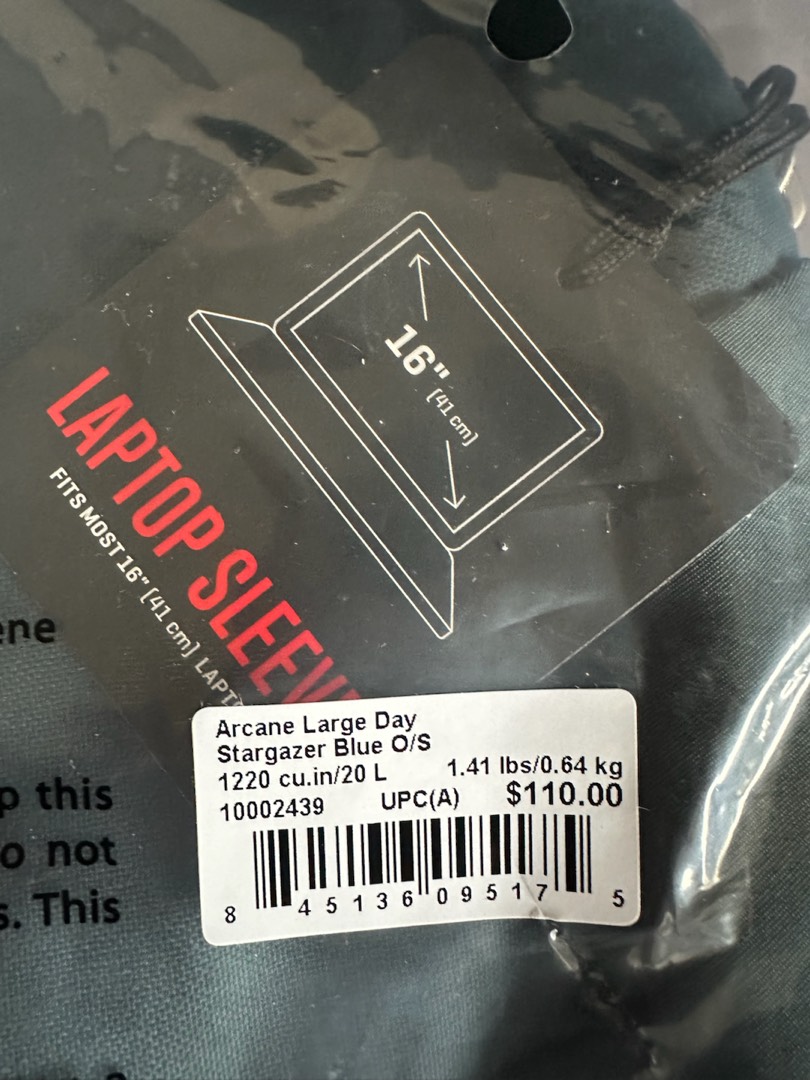 16"
(41 cm)
LAPTOP SLEEV
FITS MOST 16" (41 cm) LAPT
ene
p this
o not
s. This
Arcane Large Day
Stargazer Blue O/S
1220 cu.in/20 L 1.41 lbs/0.64 kg
10002439 UPC(A) $110.00
8 45136 09517 5